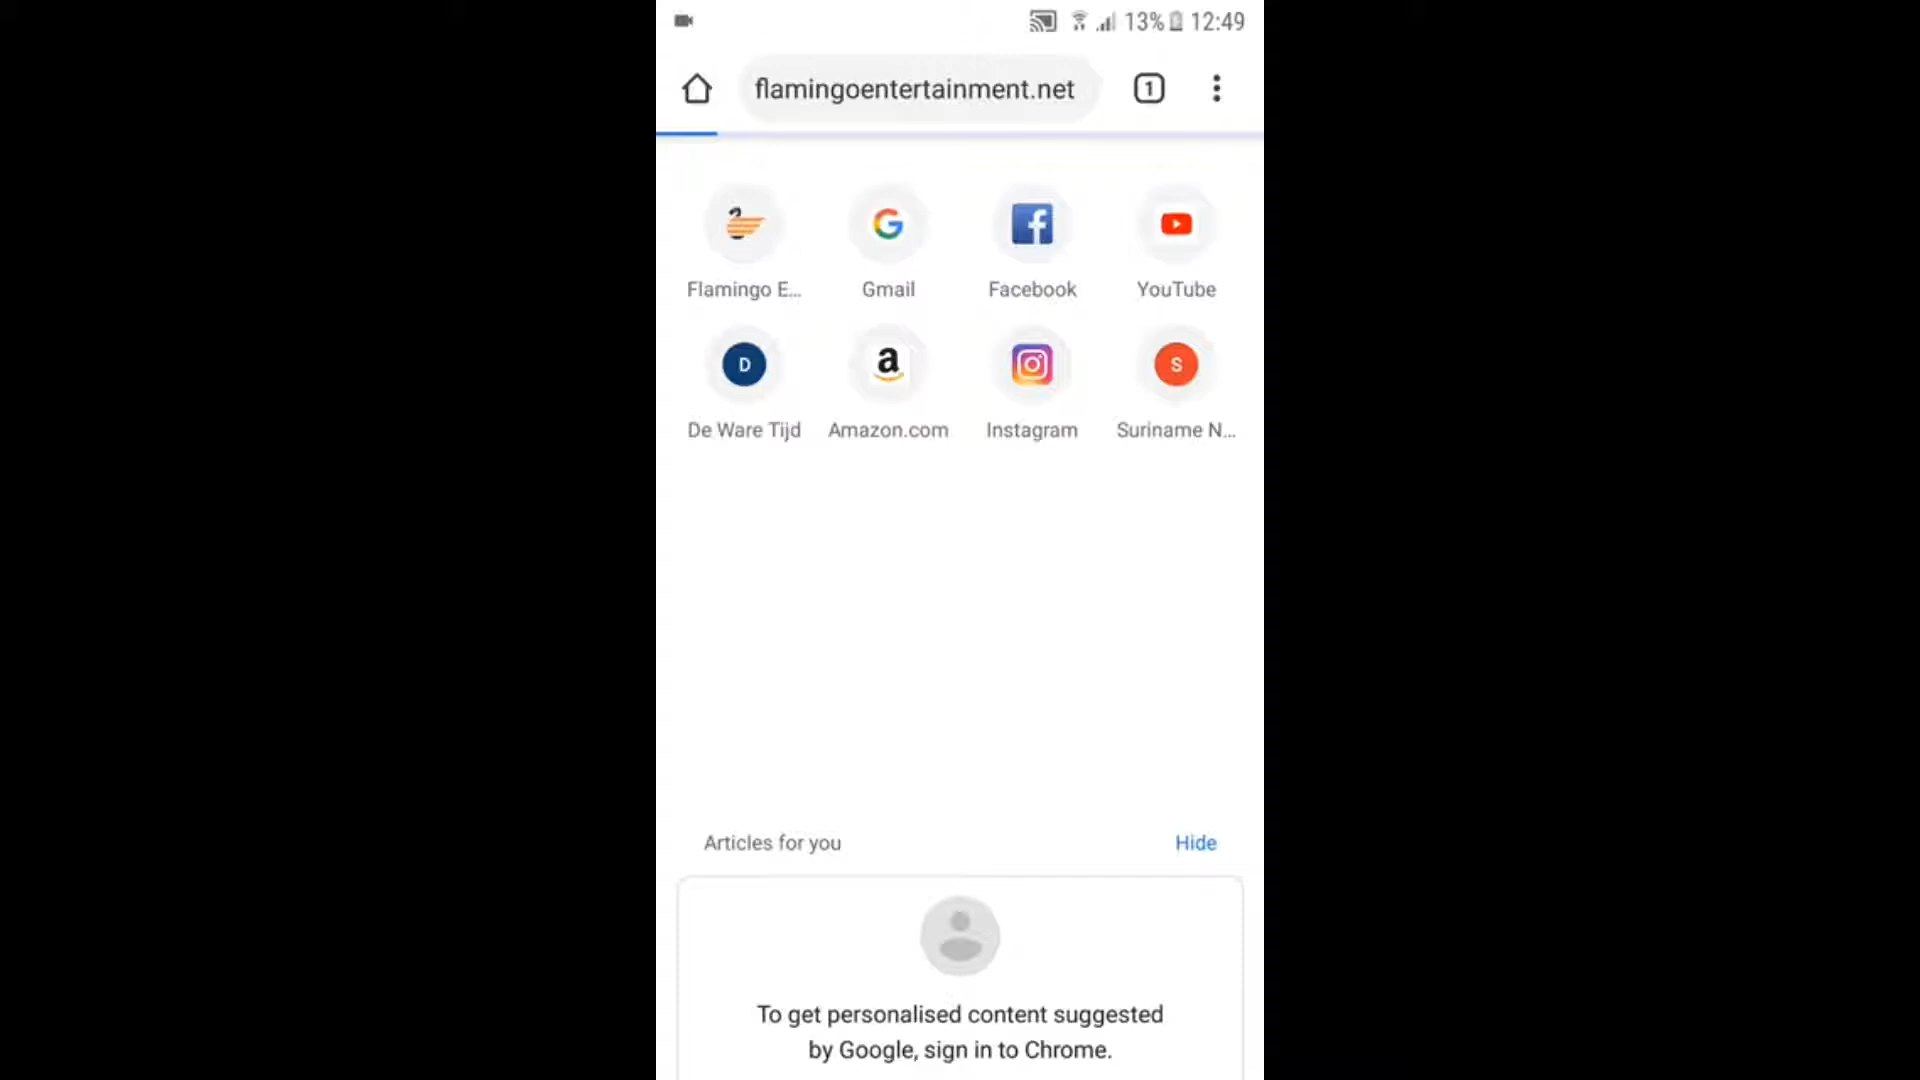 13% 12:49
flamingoentertainment.net 1
Flamingo E... Gmail Facebook YouTube
D a S
De Ware Tijd Amazon.com Instagram Suriname N...
Articles for you Hide
To get personalised content suggested
by Google, sign in to Chrome.